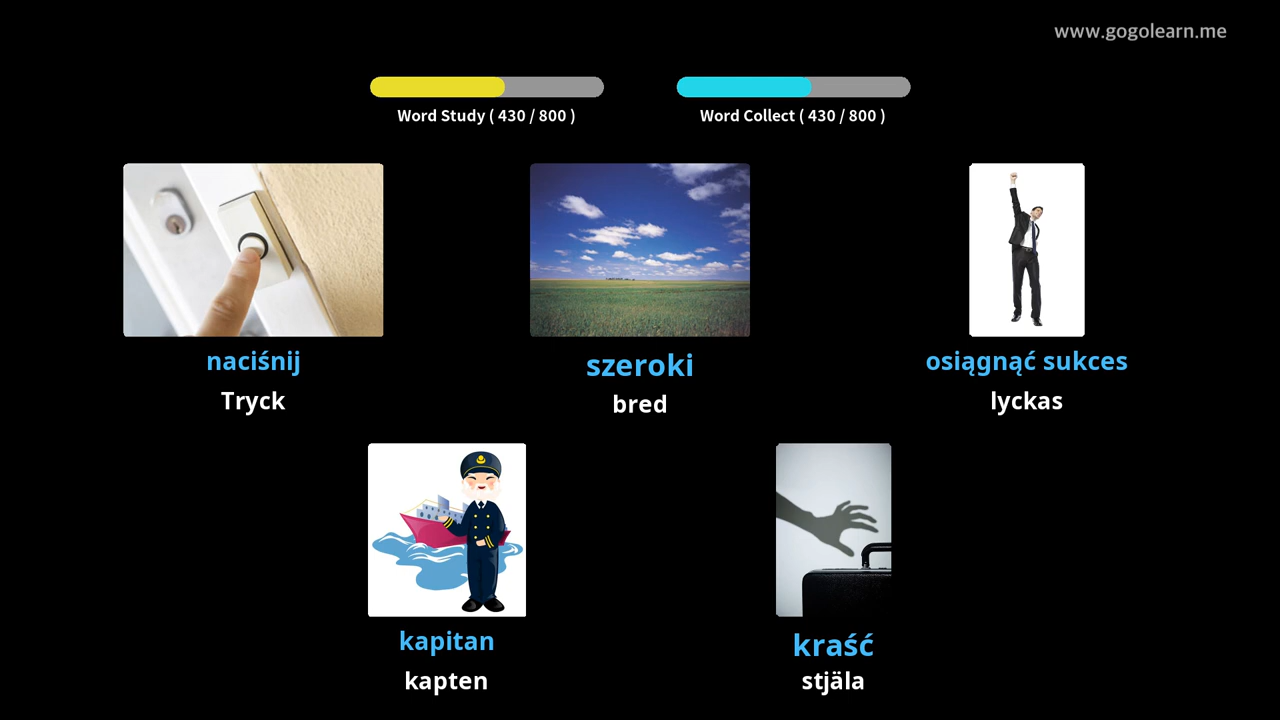 www.gogolearn.me
Word Study ( 430 / 800 )
Word Collect ( 430 / 800 )
naciśnij
Tryck
szeroki
bred
osiągnąć sukces
lyckas
kapitan
kapten
kraść
stjäla